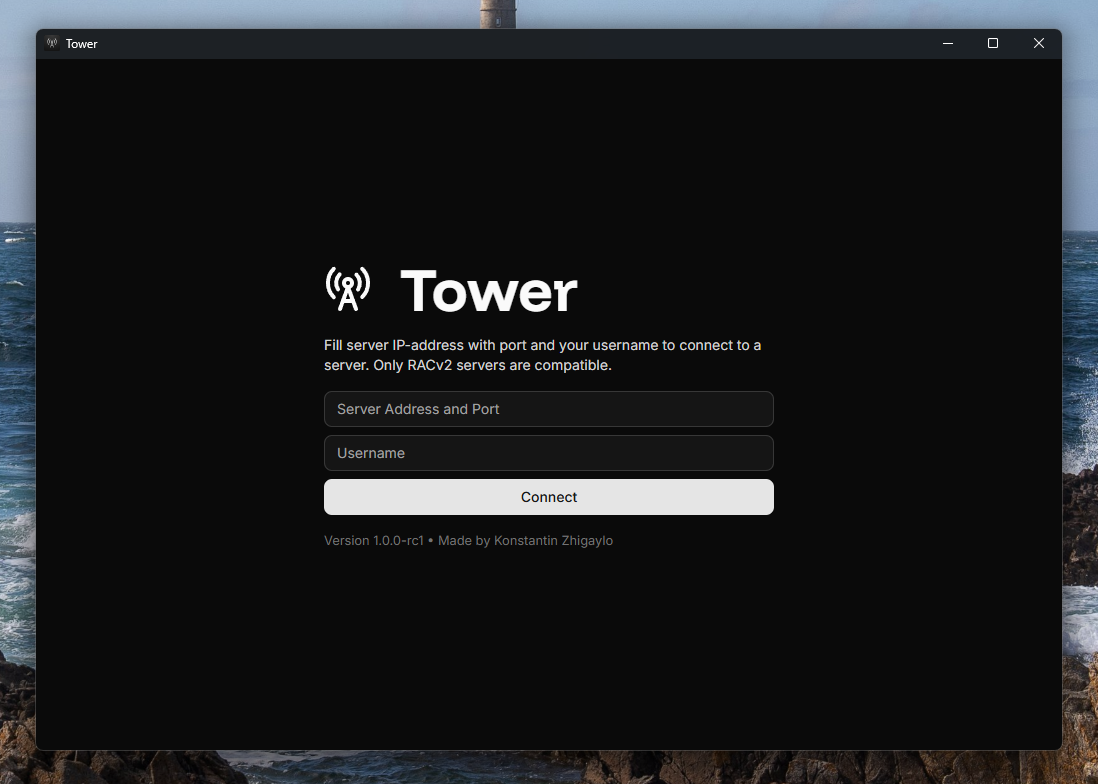 Tower
Tower
Fill server IP-address with port and your username to connect to a
server. Only RACv2 servers are compatible.
Server Address and Port
Username
Connect
Version 1.0.0-rc1 • Made by Konstantin Zhigaylo